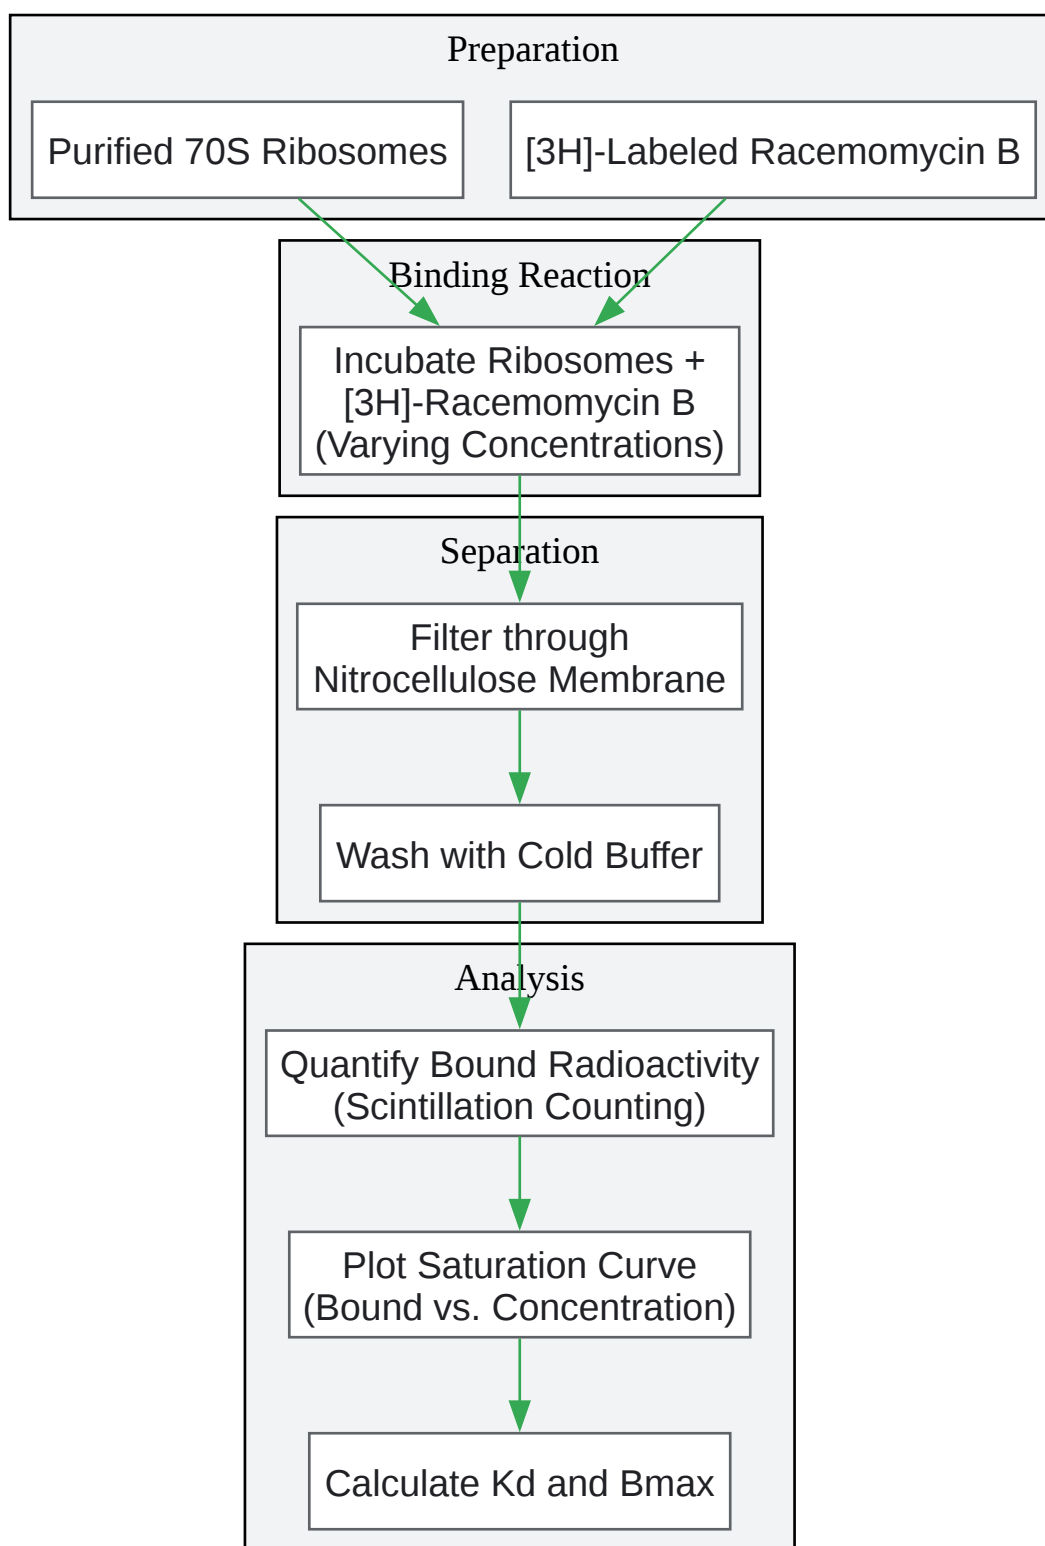 Preparation
Purified 70S Ribosomes
[3H]-Labeled Racemomycin B
Binding Reaction
Incubate Ribosomes +
[3H]-Racemomycin B
(Varying Concentrations)
Separation
Filter through
Nitrocellulose Membrane
Wash with Cold Buffer
Analysis
Quantify Bound Radioactivity
(Scintillation Counting)
Plot Saturation Curve
(Bound vs. Concentration)
Calculate Kd and Bmax